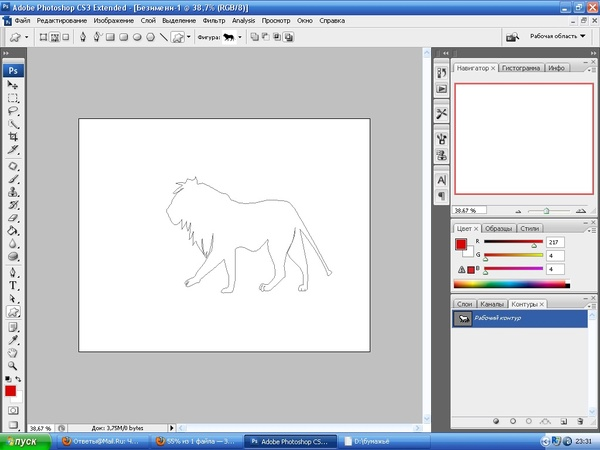 Adobe Photoshop CS3 Extended - [Безимени-1 @ 38,7% (RGB/8)]
Файл Редактирование Изображение Слой Выделение Фильтр Analysis Просмотр Окно Справка
Фигура:
Рабочая область
Ps
Навигатор × Гистограмма Инфо
38.67 %
Цвет × Образцы Стили
R 217
G 4
B 4
Слои Каналы Контуры ×
Рабочий контур
T
A
38,67 % Док: 3,75M/0 bytes
пуск
Ответы@Mail.Ru: Ч...
55% из 1 файла — З...
Adobe Photoshop CS...
D:\бумажьё
23:31